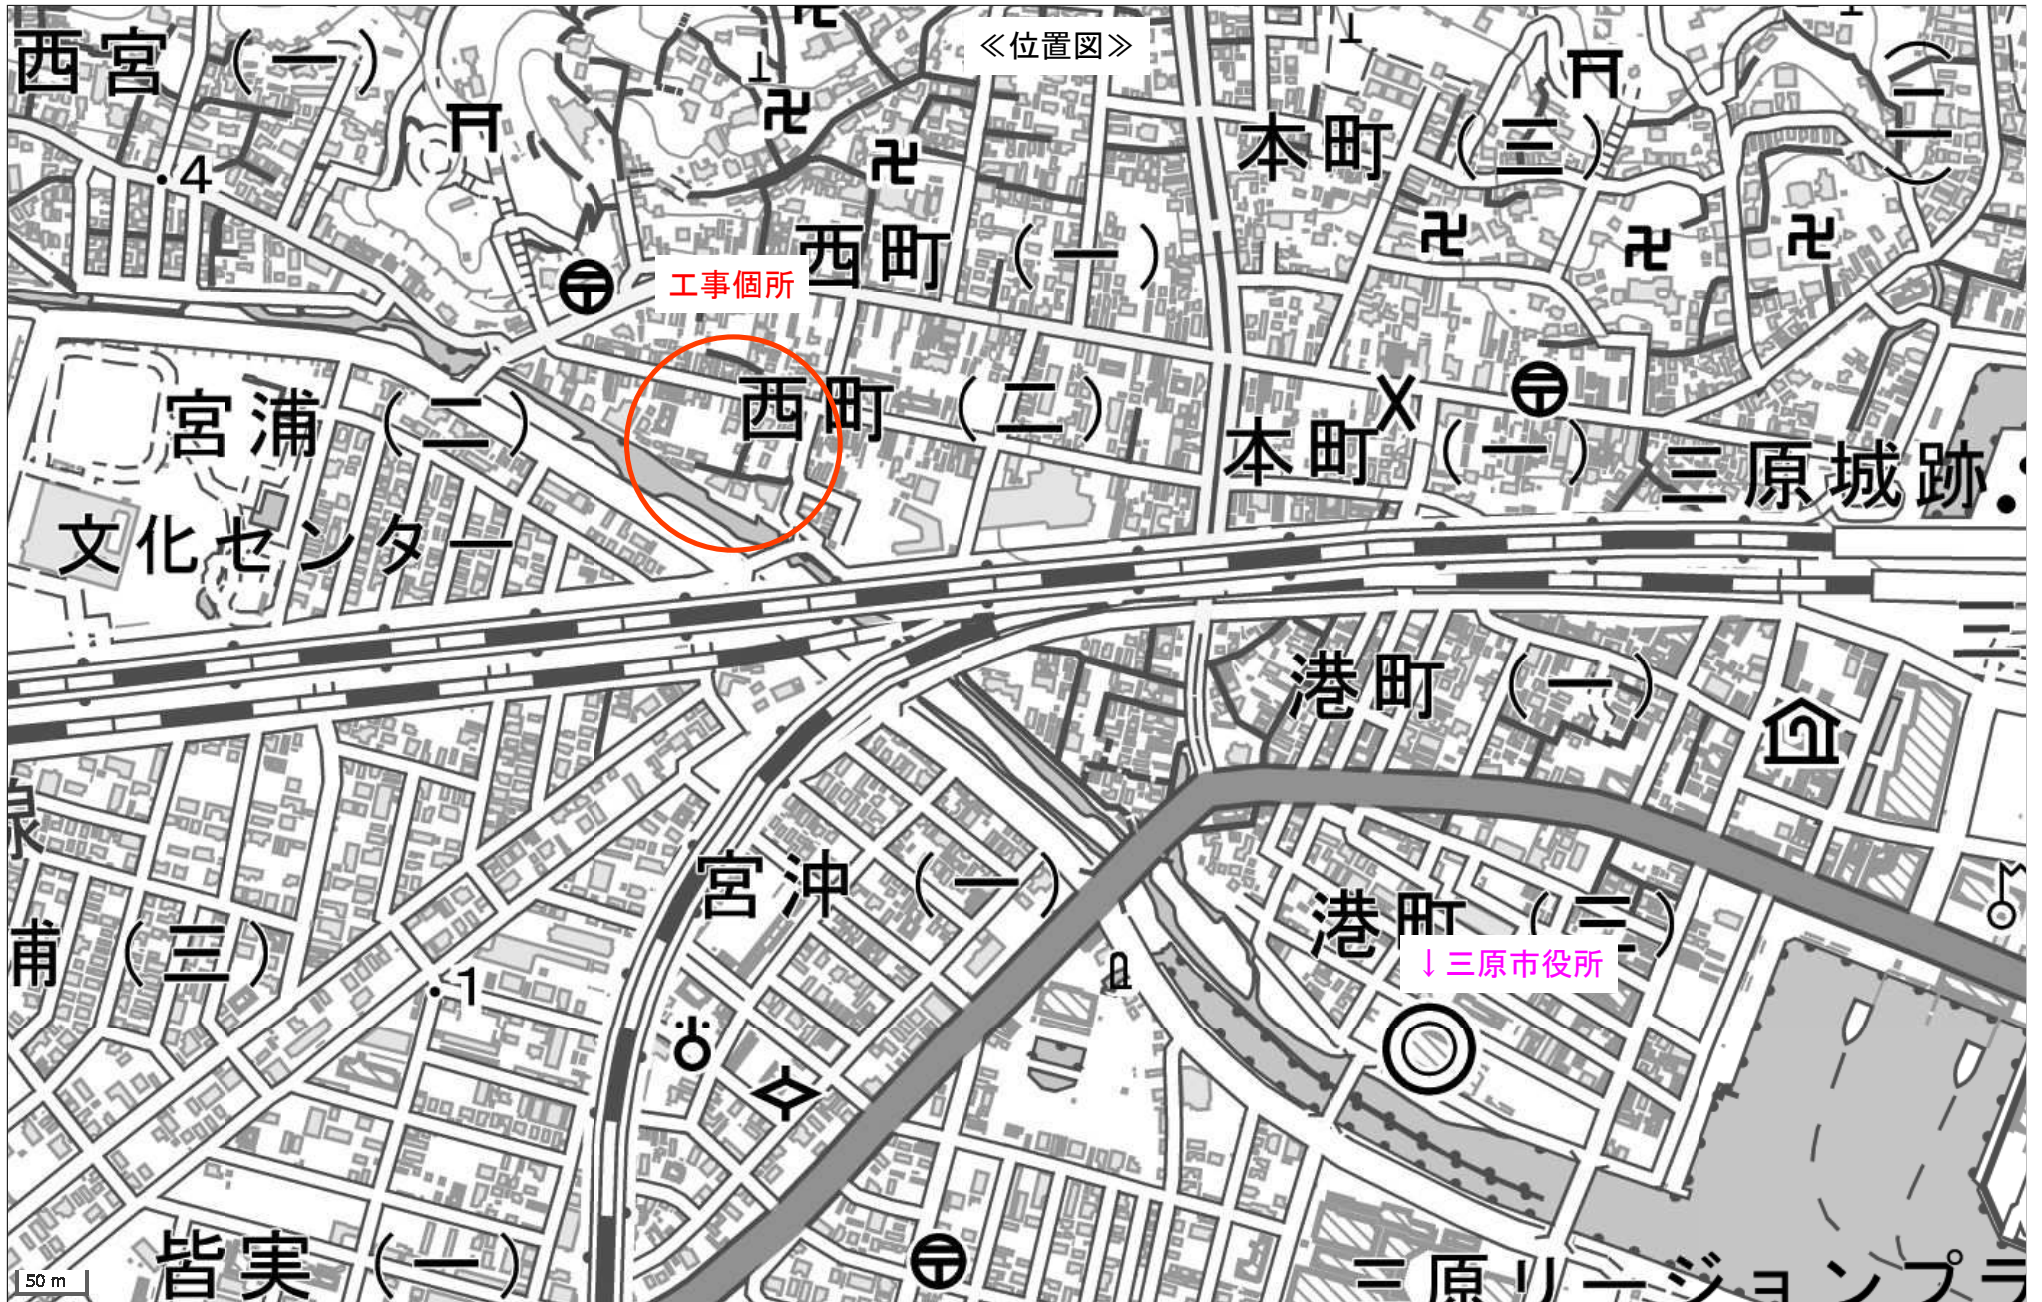 ≪位置図≫
西宮（一）
本町（三）
（二）
・4
西町（一）
工事個所
宮浦（二）
西町（二）
本町（一）
三原城跡
文化センター
港町（一）
三
線
宮沖（一）
港町（三）
浦（三）
↓三原市役所
・1
皆実（一）
三原リージョンプラ
50 m